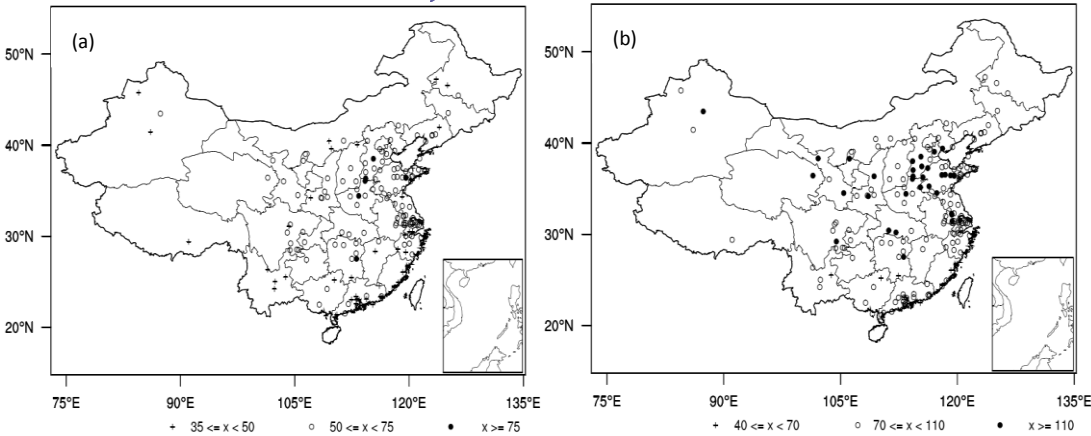 (a)
50°N
40°N
30°N
20°N
75°E 90°E 105°E 120°E 135°E
+ 35 <= x < 50 ○ 50 <= x < 75 ● x >= 75
(b)
50°N
40°N
30°N
20°N
75°E 90°E 105°E 120°E 135°E
+ 40 <= x < 70 ○ 70 <= x < 110 ● x >= 110